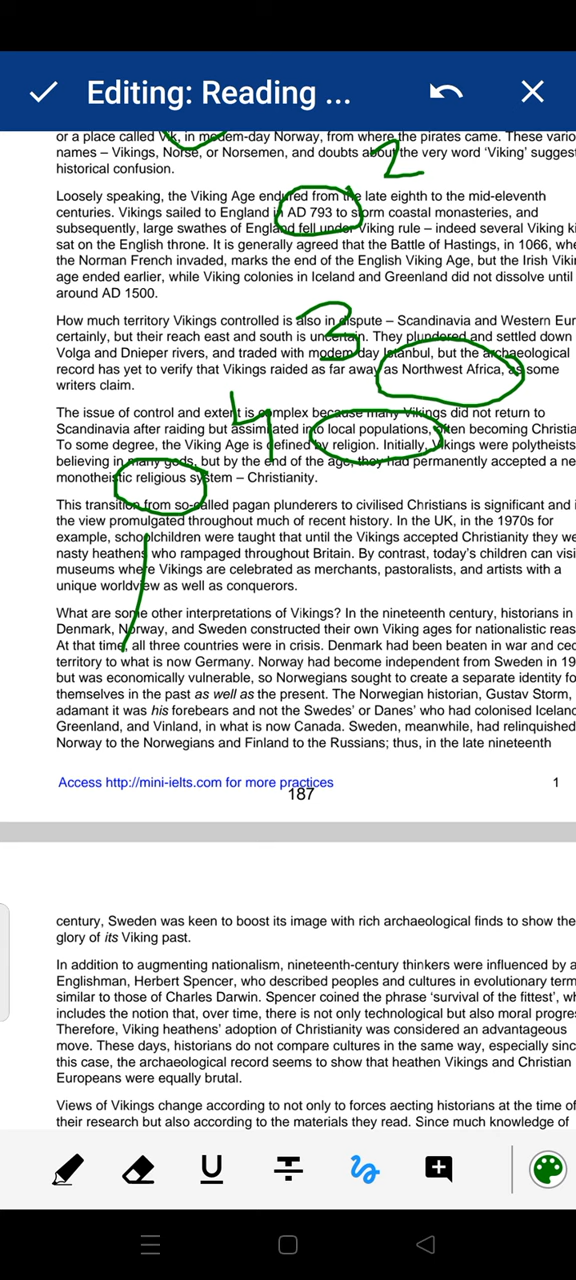 Editing: Reading ...
or a place called Vik, in modem-day Norway, from where the pirates came. These vario
names – Vikings, Norse, or Norsemen, and doubts about the very word 'Viking' sugges
historical confusion.
2
Loosely speaking, the Viking Age endured from the late eighth to the mid-eleventh
centuries. Vikings sailed to England in AD 793 to storm coastal monasteries, and
subsequently, large swathes of England fell under Viking rule – indeed several Viking ki
sat on the English throne. It is generally agreed that the Battle of Hastings, in 1066, whe
the Norman French invaded, marks the end of the English Viking Age, but the Irish Viki
age ended earlier, while Viking colonies in Iceland and Greenland did not dissolve until
around AD 1500.
3
How much territory Vikings controlled is also in dispute – Scandinavia and Western Eur
certainly, but their reach east and south is uncertain. They plundered and settled down
Volga and Dnieper rivers, and traded with modem-day Istanbul, but the archaeological
record has yet to verify that Vikings raided as far away as Northwest Africa, as some
writers claim.
4
The issue of control and extent is complex because many Vikings did not return to
Scandinavia after raiding but assimilated into local populations, often becoming Christia
To some degree, the Viking Age is defined by religion. Initially, Vikings were polytheists
believing in many gods, but by the end of the age, they had permanently accepted a ne
monotheistic religious system – Christianity.
This transition from so-called pagan plunderers to civilised Christians is significant and i
the view promulgated throughout much of recent history. In the UK, in the 1970s for
example, schoolchildren were taught that until the Vikings accepted Christianity they we
nasty heathens who rampaged throughout Britain. By contrast, today's children can visi
museums where Vikings are celebrated as merchants, pastoralists, and artists with a
unique worldview as well as conquerors.
What are some other interpretations of Vikings? In the nineteenth century, historians in
Denmark, Norway, and Sweden constructed their own Viking ages for nationalistic reas
At that time, all three countries were in crisis. Denmark had been beaten in war and ced
territory to what is now Germany. Norway had become independent from Sweden in 19
but was economically vulnerable, so Norwegians sought to create a separate identity fo
themselves in the past as well as the present. The Norwegian historian, Gustav Storm,
adamant it was his forebears and not the Swedes' or Danes' who had colonised Iceland
Greenland, and Vinland, in what is now Canada. Sweden, meanwhile, had relinquished
Norway to the Norwegians and Finland to the Russians; thus, in the late nineteenth
Access http://mini-ielts.com for more practices 1
187
century, Sweden was keen to boost its image with rich archaeological finds to show the
glory of its Viking past.
In addition to augmenting nationalism, nineteenth-century thinkers were influenced by a
Englishman, Herbert Spencer, who described peoples and cultures in evolutionary term
similar to those of Charles Darwin. Spencer coined the phrase 'survival of the fittest', wh
includes the notion that, over time, there is not only technological but also moral progre
Therefore, Viking heathens' adoption of Christianity was considered an advantageous
move. These days, historians do not compare cultures in the same way, especially sinc
this case, the archaeological record seems to show that heathen Vikings and Christian
Europeans were equally brutal.
Views of Vikings change according to not only to forces aecting historians at the time of
their research but also according to the materials they read. Since much knowledge of